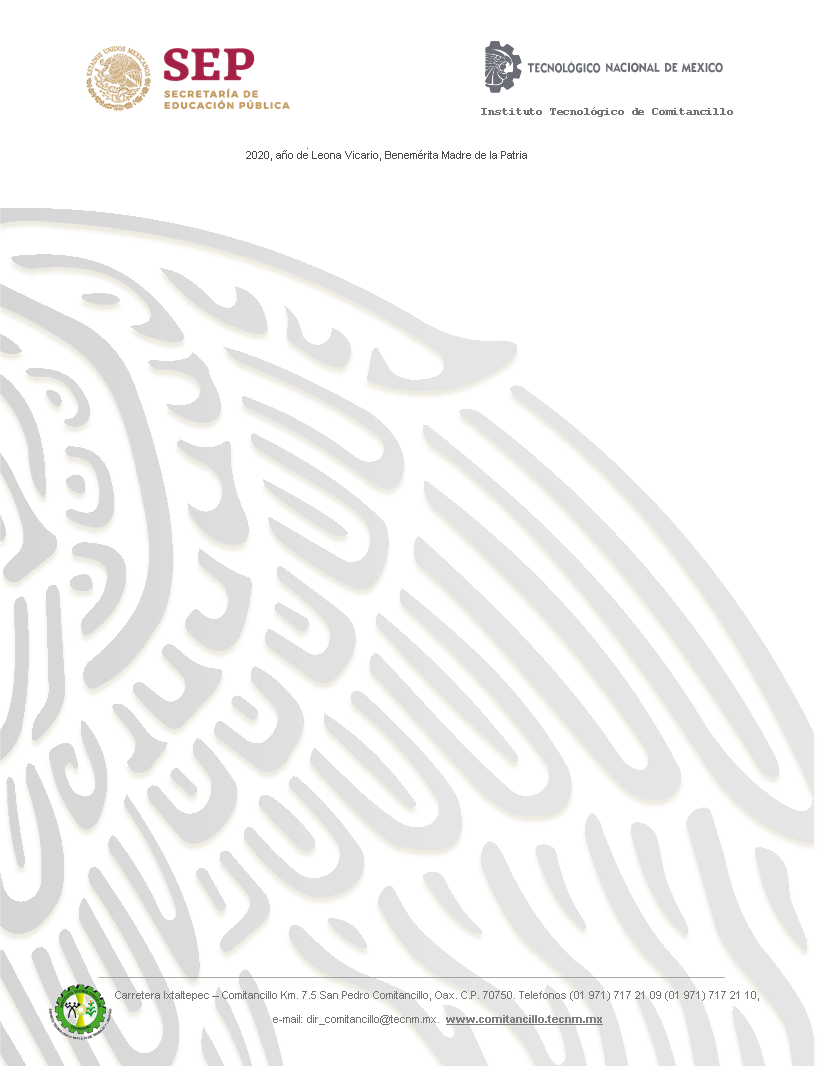 ESTADOS UNIDOS MEXICANOS
SEP
SECRETARÍA DE
EDUCACIÓN PÚBLICA
TECNOLÓGICO NACIONAL DE MÉXICO
Instituto Tecnológico de Comitancillo
2020, año de Leona Vicario, Benemérita Madre de la Patria
Carretera Ixtaltepec – Comitancillo Km. 7.5 San Pedro Comitancillo, Oax. C.P. 70750. Telefonos (01 971) 717 21 09 (01 971) 717 21 10,
e-mail: dir_comitancillo@tecnm.mx. www.comitancillo.tecnm.mx